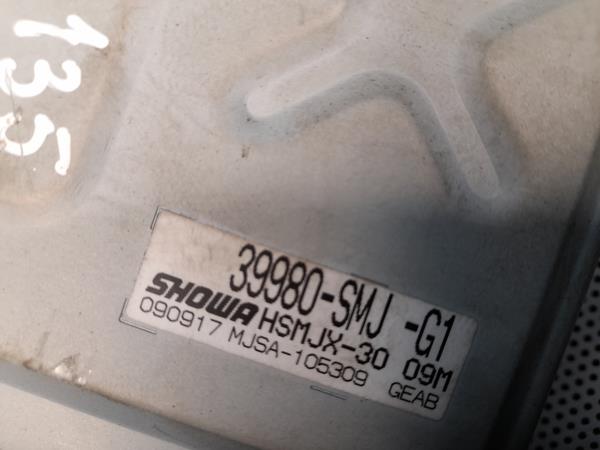 135
39980-SMJ -G1
SHOWA HSMJX-30 09M
090917 MJSA-105309 GEAB